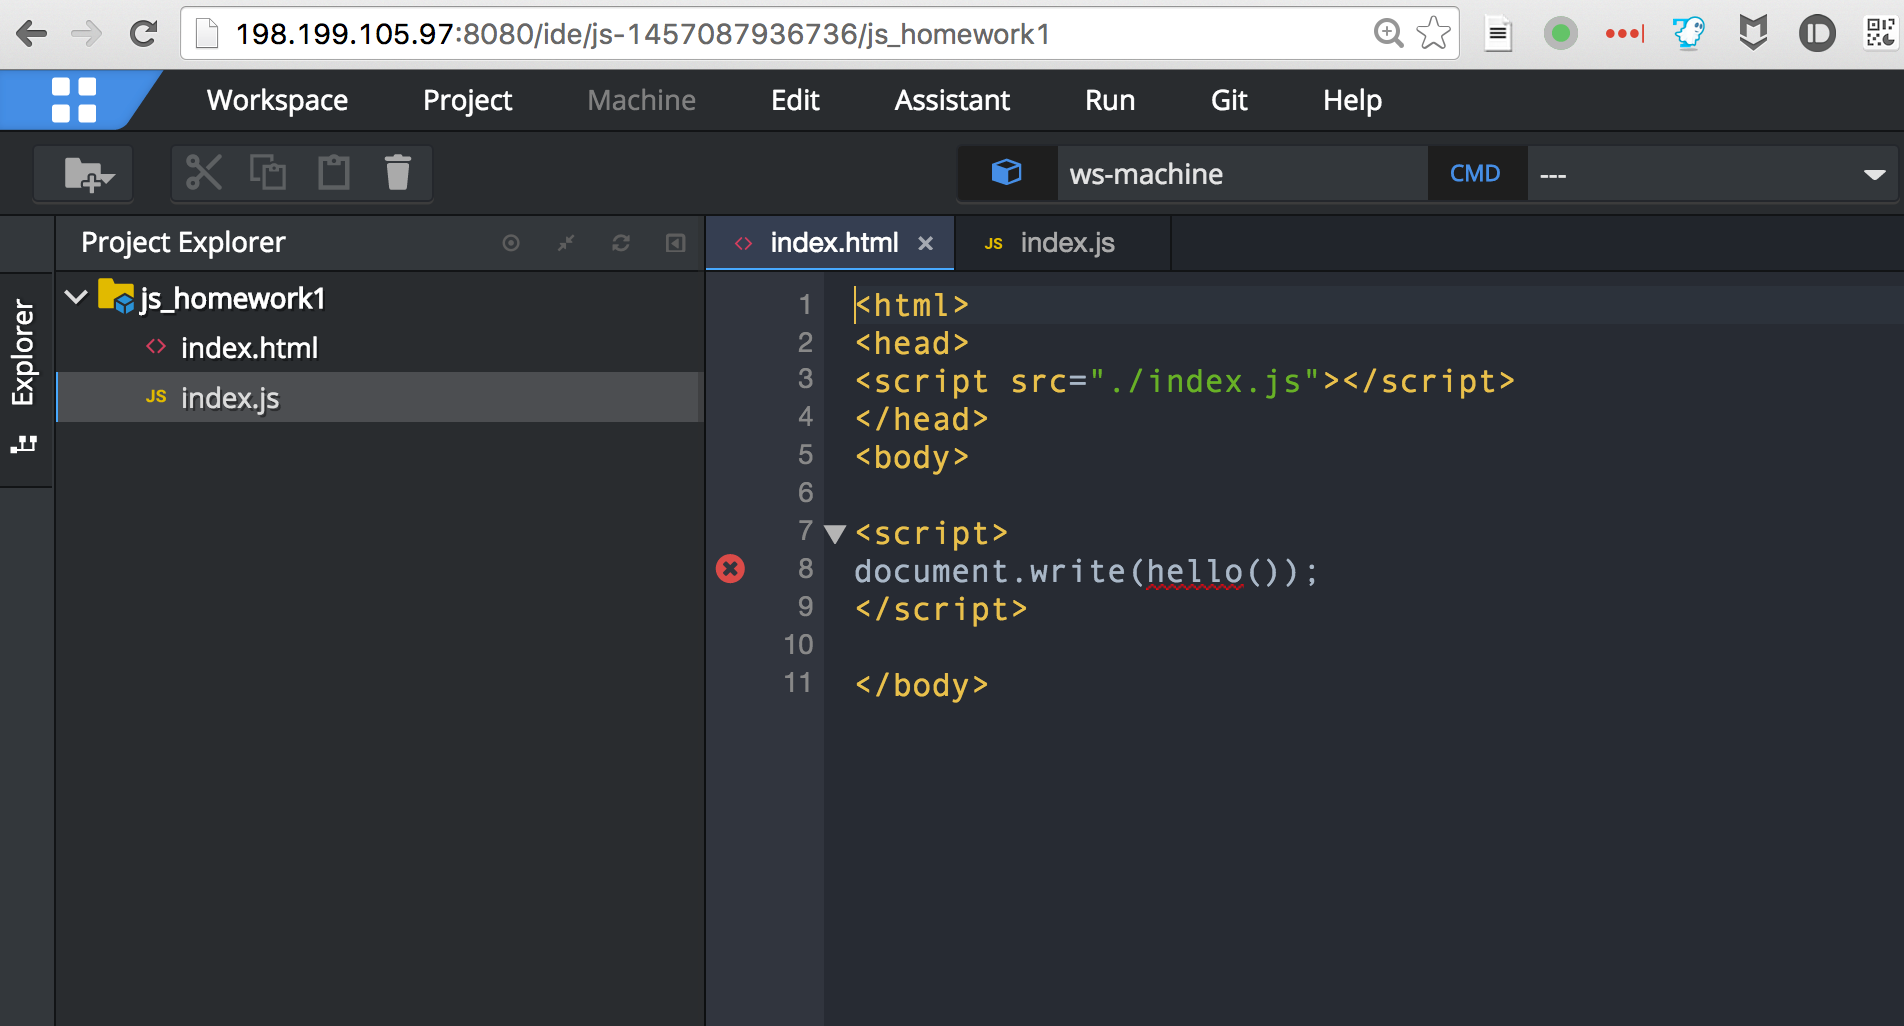 198.199.105.97:8080/ide/js-1457087936736/js_homework1
Workspace Project Machine Edit Assistant Run Git Help
ws-machine CMD ---
Project Explorer
<> index.html × JS index.js
Explorer
js_homework1
<> index.html
JS index.js
1 <html>
2 <head>
3 <script src="./index.js"></script>
4 </head>
5 <body>
6
7 <script>
8 document.write(hello());
9 </script>
10
11 </body>